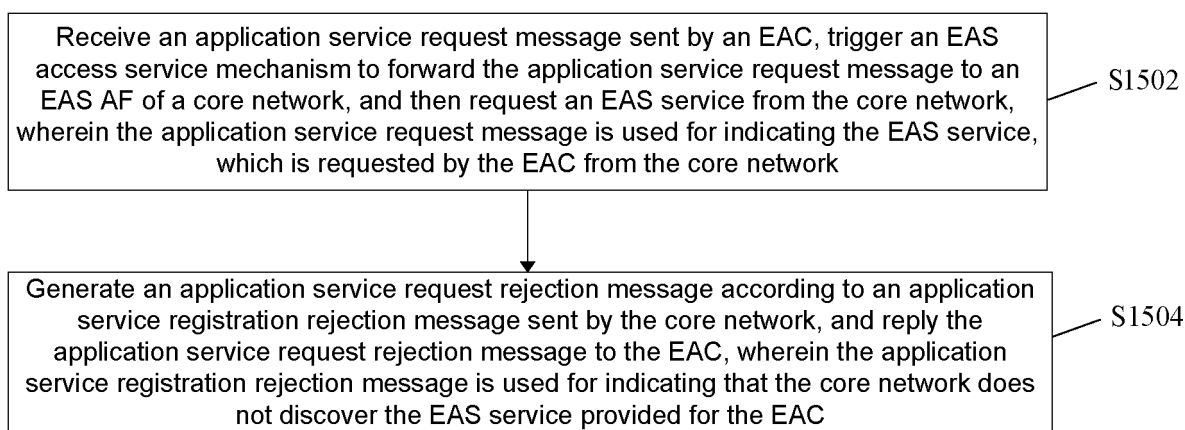 Receive an application service request message sent by an EAC, trigger an EAS
access service mechanism to forward the application service request message to an
EAS AF of a core network, and then request an EAS service from the core network,
wherein the application service request message is used for indicating the EAS service,
which is requested by the EAC from the core network
S1502
Generate an application service request rejection message according to an application
service registration rejection message sent by the core network, and reply the
application service request rejection message to the EAC, wherein the application
service registration rejection message is used for indicating that the core network does
not discover the EAS service provided for the EAC
S1504